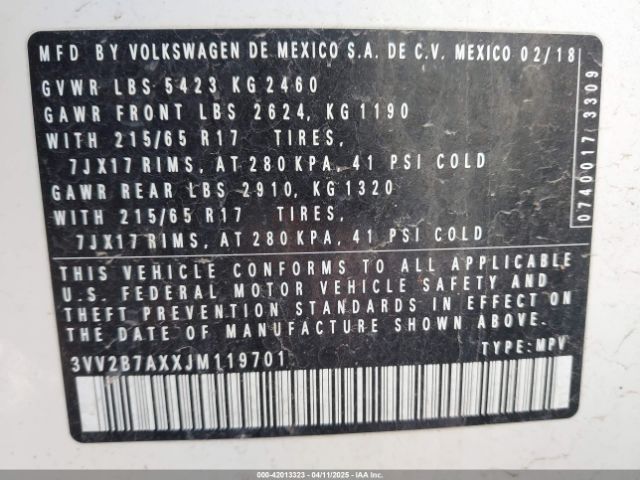 MFD BY VOLKSWAGEN DE MEXICO S.A. DE C.V. MEXICO 02/18
GVWR LBS 5423 KG 2460
GAWR FRONT LBS 2624, KG 1190
WITH 215/65 R17 TIRES,
7JX17 RIMS, AT 280 KPA, 41 PSI COLD
GAWR REAR LBS 2910, KG 1320
WITH 215/65 R17 TIRES,
7JX17 RIMS, AT 280 KPA, 41 PSI COLD
0740017 3309
THIS VEHICLE CONFORMS TO ALL APPLICABLE
U.S. FEDERAL MOTOR VEHICLE SAFETY AND
THEFT PREVENTION STANDARDS IN EFFECT ON
THE DATE OF MANUFACTURE SHOWN ABOVE.
3VV2B7AXXJM119701 TYPE: MPV
000-42013323 - 04/11/2025 - IAAI.COM